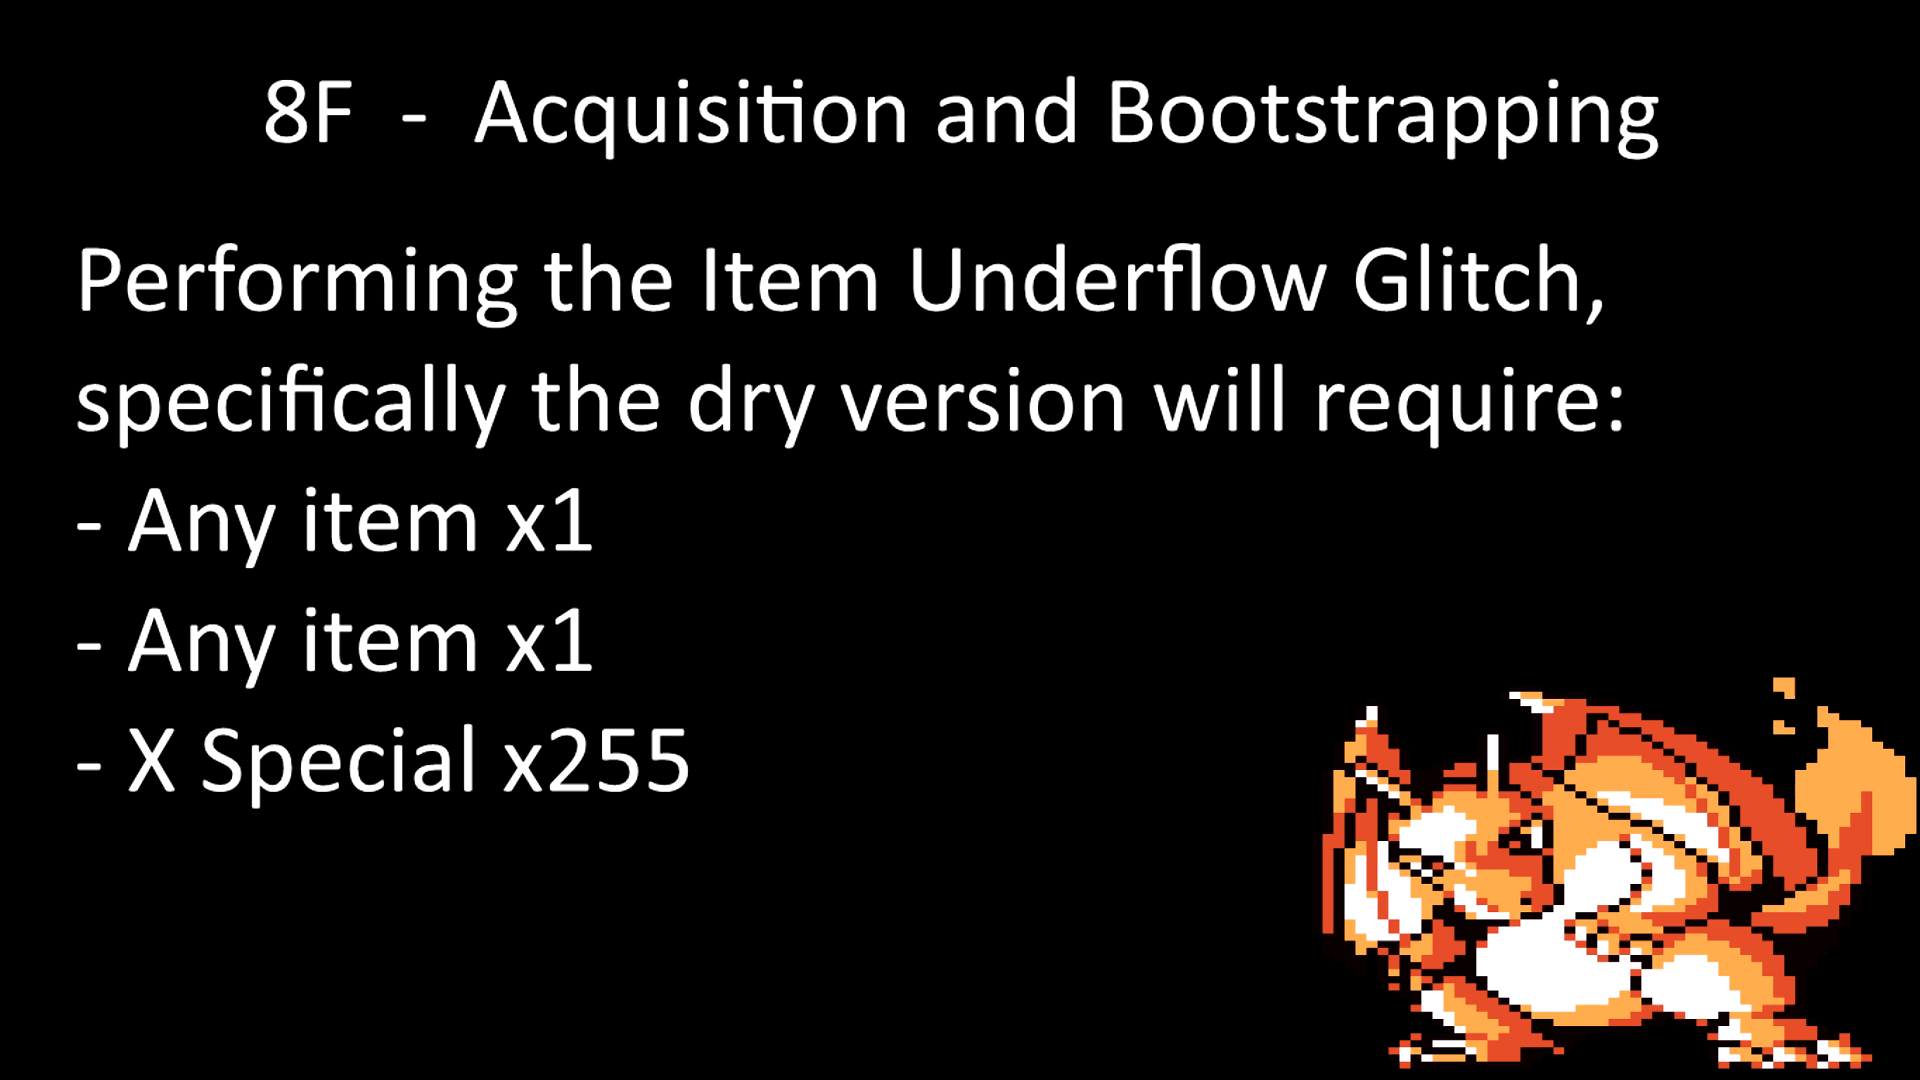 8F - Acquisition and Bootstrapping
Performing the Item Underflow Glitch,
specifically the dry version will require:
- Any item x1
- Any item x1
- X Special x255